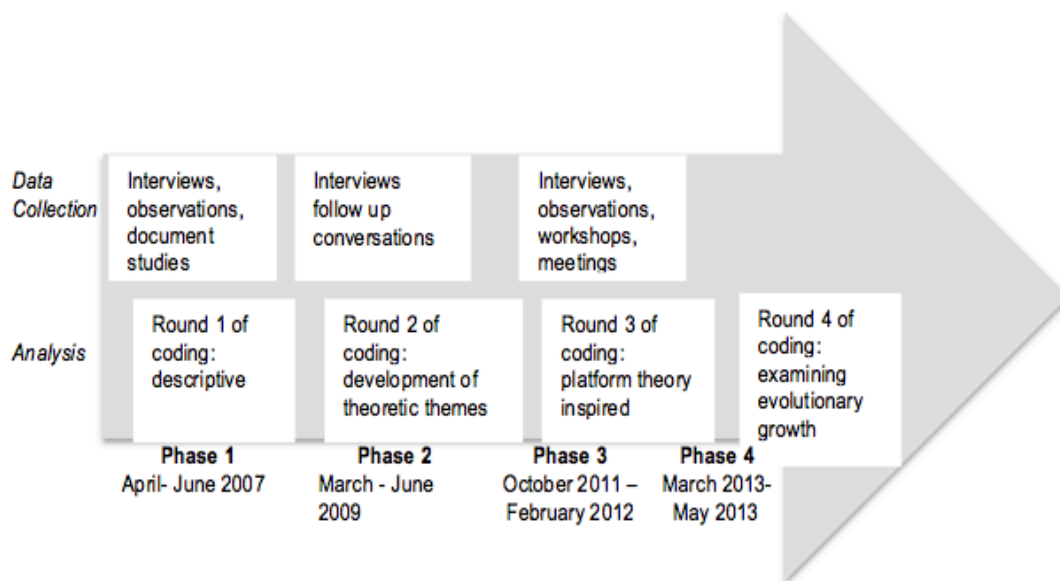 Data
Collection
Interviews,
observations,
document
studies
Interviews
follow up
conversations
Interviews,
observations,
workshops,
meetings
Analysis
Round 1 of
coding:
descriptive
Round 2 of
coding:
development of
theoretic themes
Round 3 of
coding:
platform theory
inspired
Round 4 of
coding:
examining
evolutionary
growth
Phase 1
April- June 2007
Phase 2
March - June
2009
Phase 3
October 2011 –
February 2012
Phase 4
March 2013-
May 2013